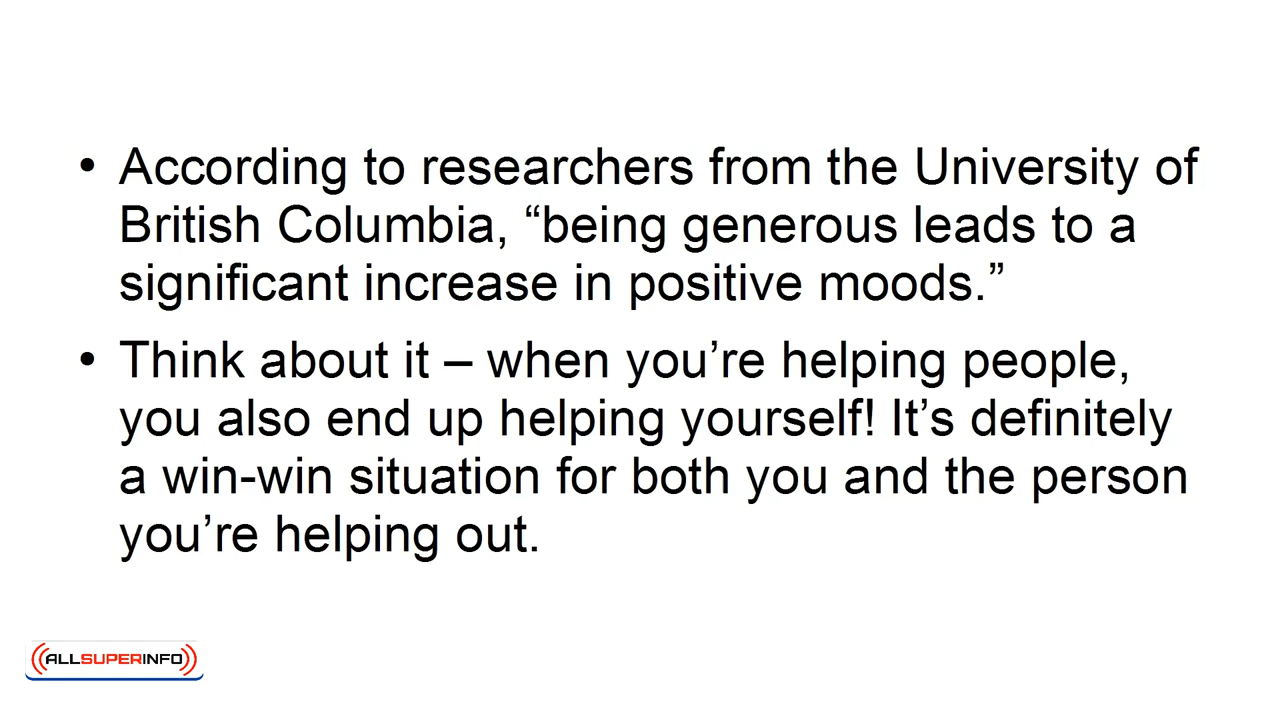 • According to researchers from the University of
British Columbia, “being generous leads to a
significant increase in positive moods.”
• Think about it – when you’re helping people,
you also end up helping yourself! It’s definitely
a win-win situation for both you and the person
you’re helping out.
ALLSUPERINFO